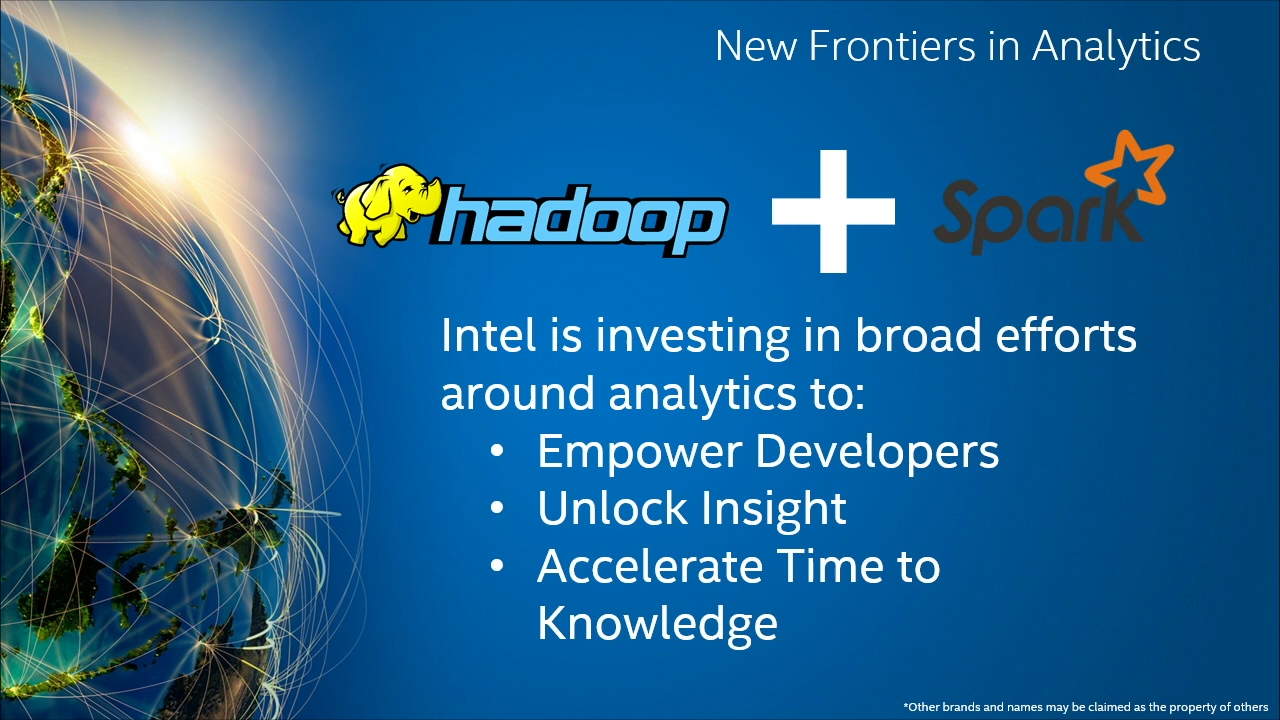 New Frontiers in Analytics
hadoop
Spark
Intel is investing in broad efforts
around analytics to:
• Empower Developers
• Unlock Insight
• Accelerate Time to
Knowledge
*Other brands and names may be claimed as the property of others